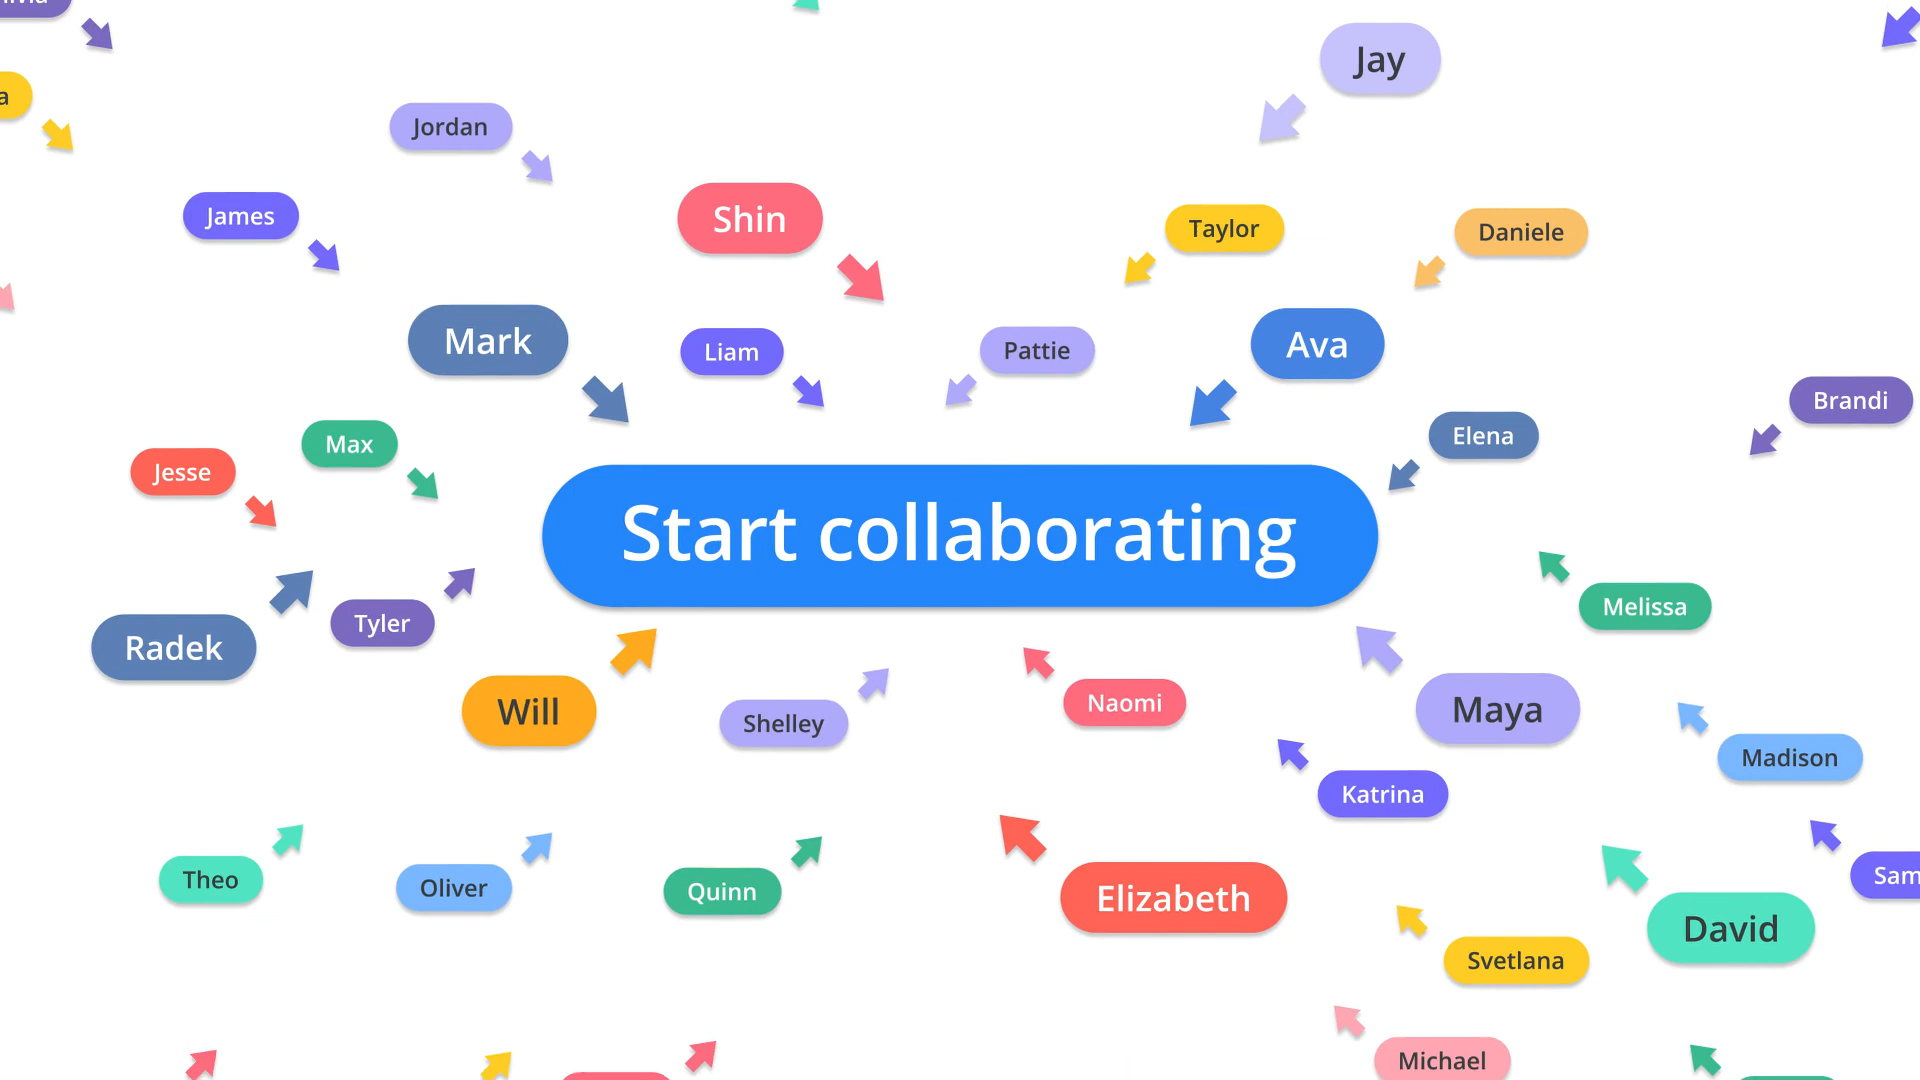 Jay
Jordan
James
Shin
Taylor
Daniele
Mark
Liam
Pattie
Ava
Brandi
Max
Elena
Jesse
Start collaborating
Melissa
Tyler
Radek
Will
Shelley
Naomi
Maya
Madison
Katrina
Theo
Oliver
Quinn
Elizabeth
Sam
David
Svetlana
Michael